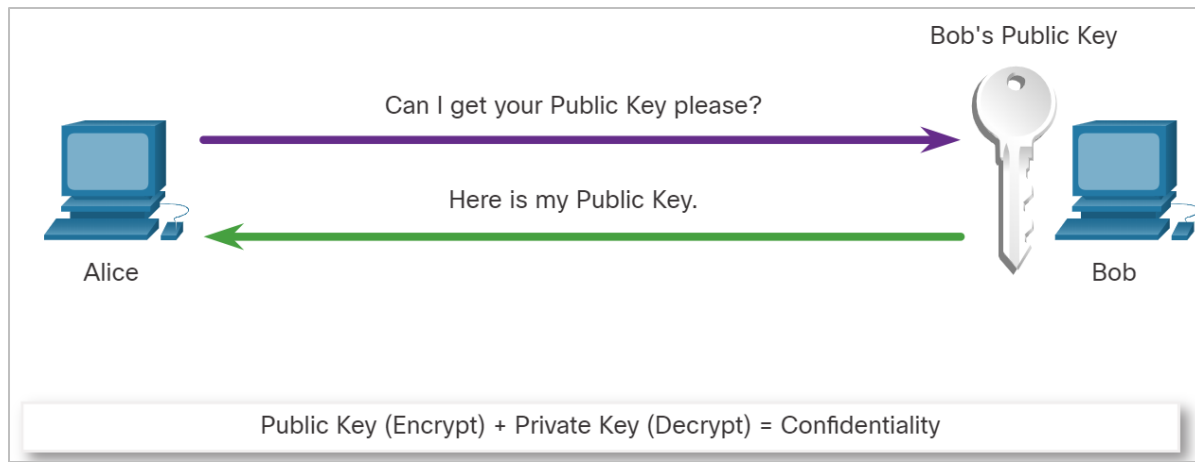 Bob's Public Key
Can I get your Public Key please?
Here is my Public Key.
Alice
Bob
Public Key (Encrypt) + Private Key (Decrypt) = Confidentiality